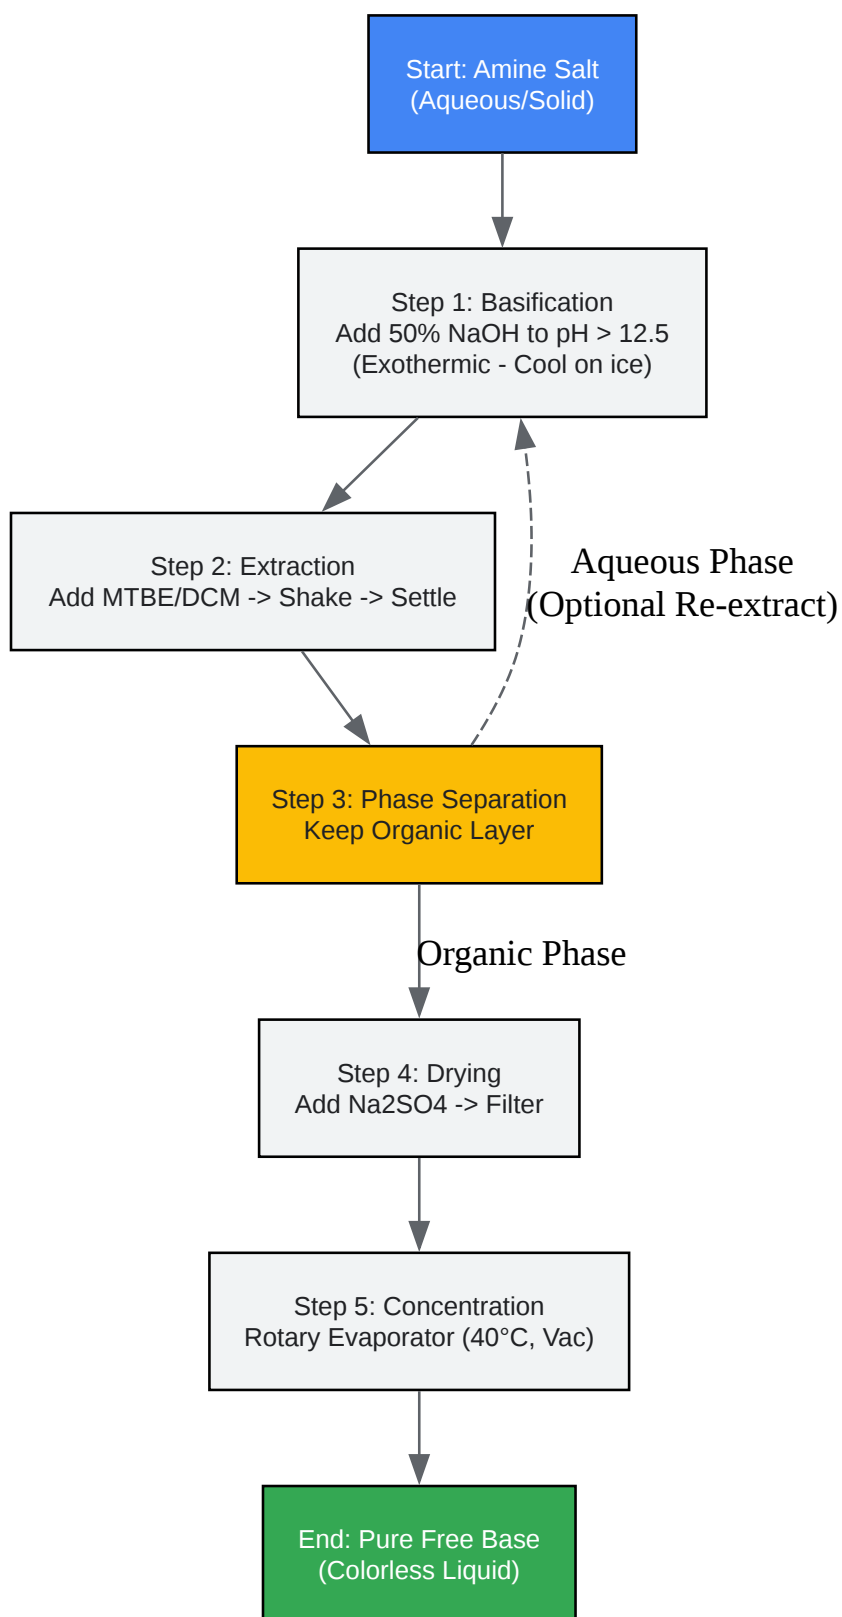 Start: Amine Salt
(Aqueous/Solid)
Step 1: Basification
Add 50% NaOH to pH > 12.5
(Exothermic - Cool on ice)
Step 2: Extraction
Add MTBE/DCM -> Shake -> Settle
Aqueous Phase
(Optional Re-extract)
Step 3: Phase Separation
Keep Organic Layer
Organic Phase
Step 4: Drying
Add Na2SO4 -> Filter
Step 5: Concentration
Rotary Evaporator (40°C, Vac)
End: Pure Free Base
(Colorless Liquid)